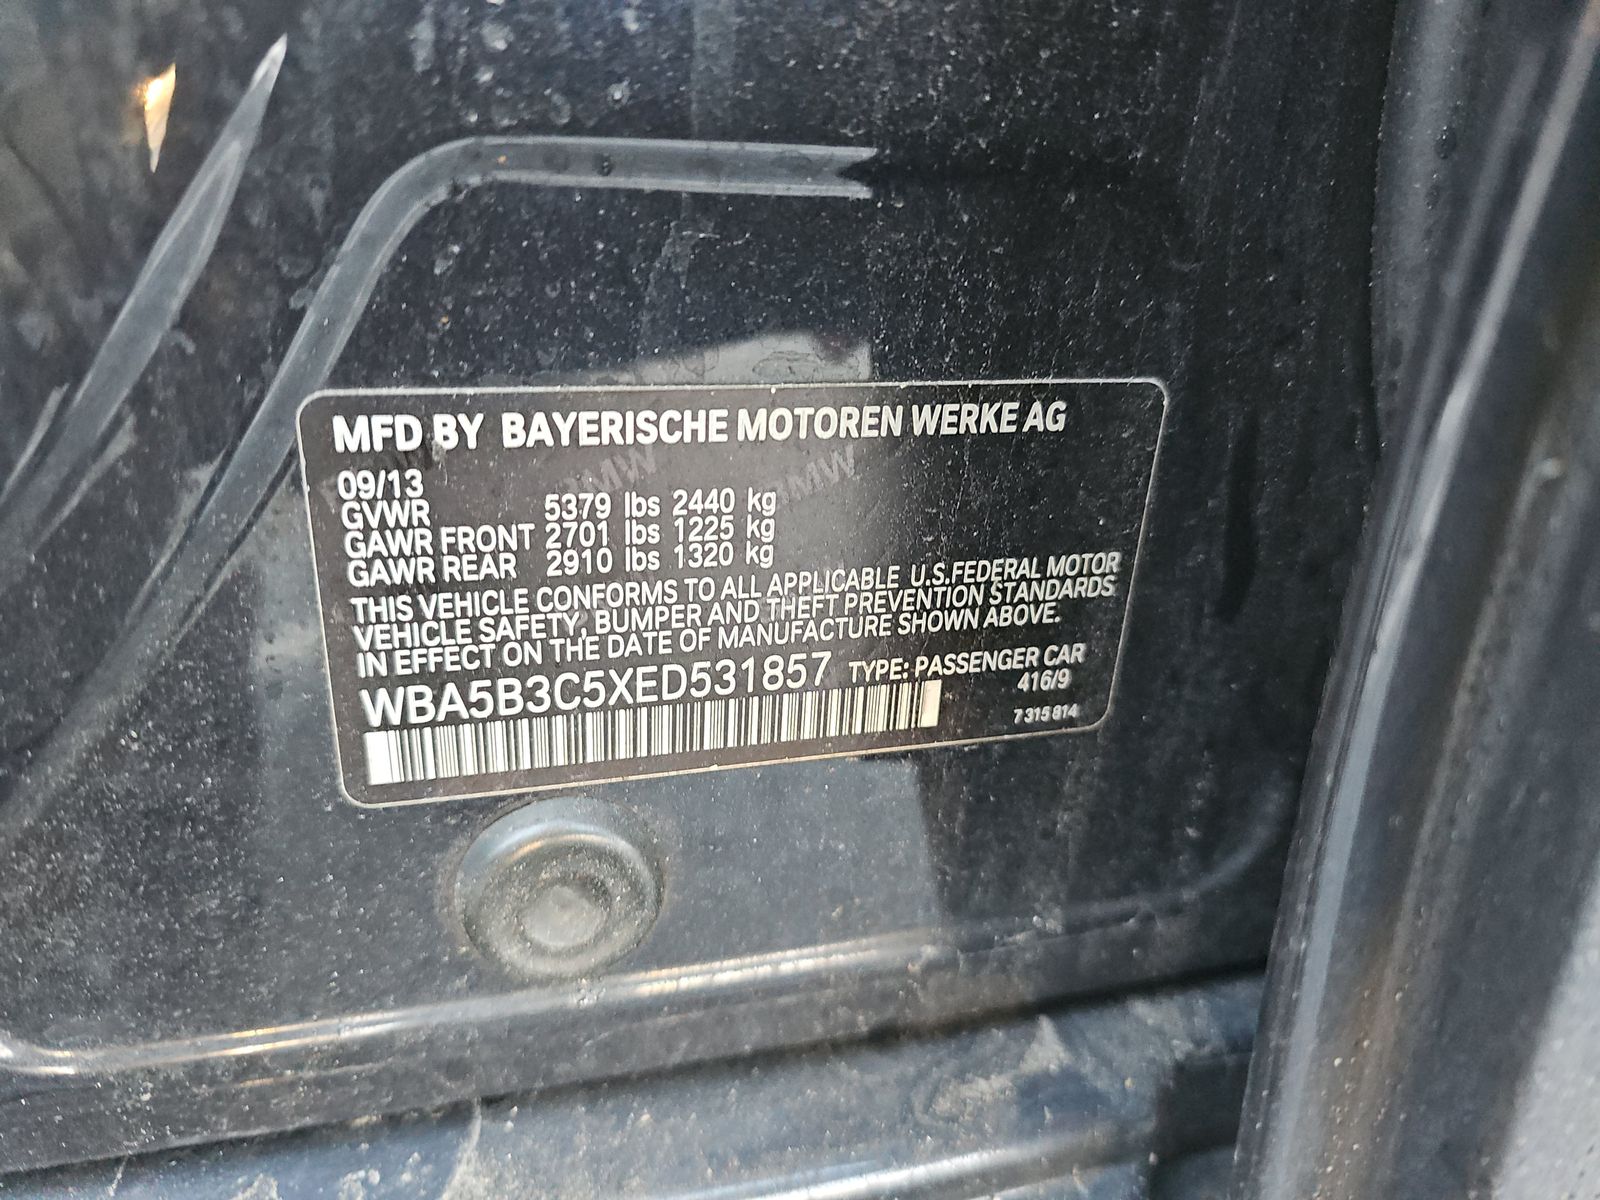 MFD BY BAYERISCHE MOTOREN WERKE AG
09/13
GVWR 5379 lbs 2440 kg
GAWR FRONT 2701 lbs 1225 kg
GAWR REAR 2910 lbs 1320 kg
THIS VEHICLE CONFORMS TO ALL APPLICABLE U.S.FEDERAL MOTOR
VEHICLE SAFETY, BUMPER AND THEFT PREVENTION STANDARDS
IN EFFECT ON THE DATE OF MANUFACTURE SHOWN ABOVE.
WBA5B3C5XED531857 TYPE: PASSENGER CAR
416/9
7 315 814
BMW
BMW